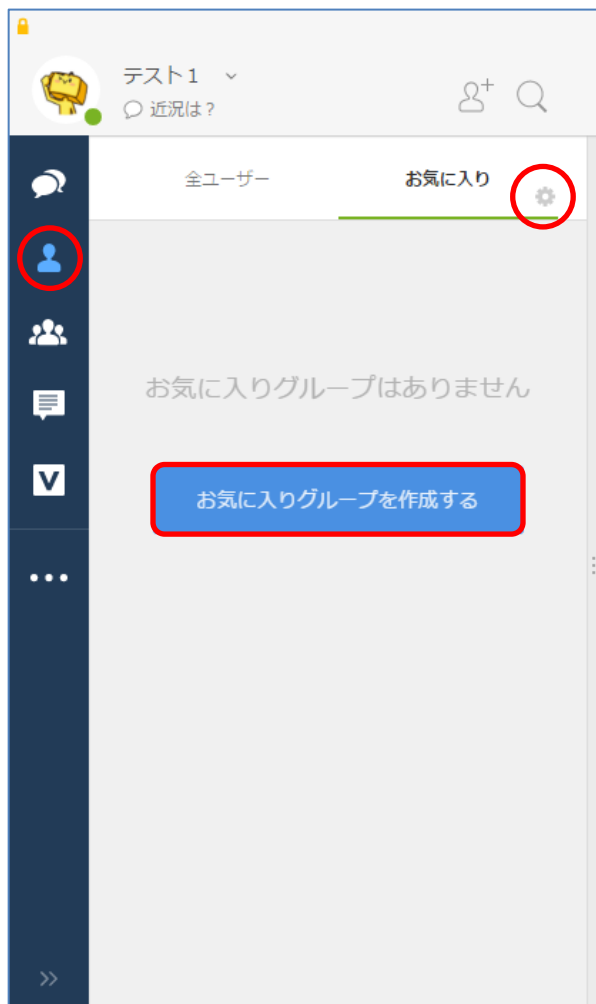 テスト1
近況は?
全ユーザー
お気に入り
お気に入りグループはありません
V
お気に入りグループを作成する